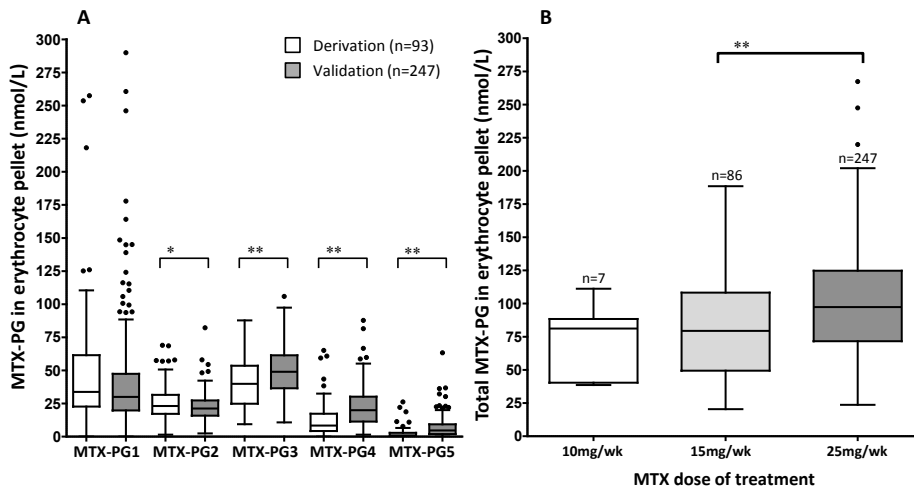 A
MTX-PG in erythrocyte pellet (nmol/L)
300
275
250
225
200
175
150
125
100
75
50
25
0
Derivation (n=93)
Validation (n=247)
*
**
**
**
MTX-PG1 MTX-PG2 MTX-PG3 MTX-PG4 MTX-PG5
B
Total MTX-PG in erythrocyte pellet (nmol/L)
300
275
250
225
200
175
150
125
100
75
50
25
0
**
n=7
n=86
n=247
10mg/wk 15mg/wk 25mg/wk
MTX dose of treatment